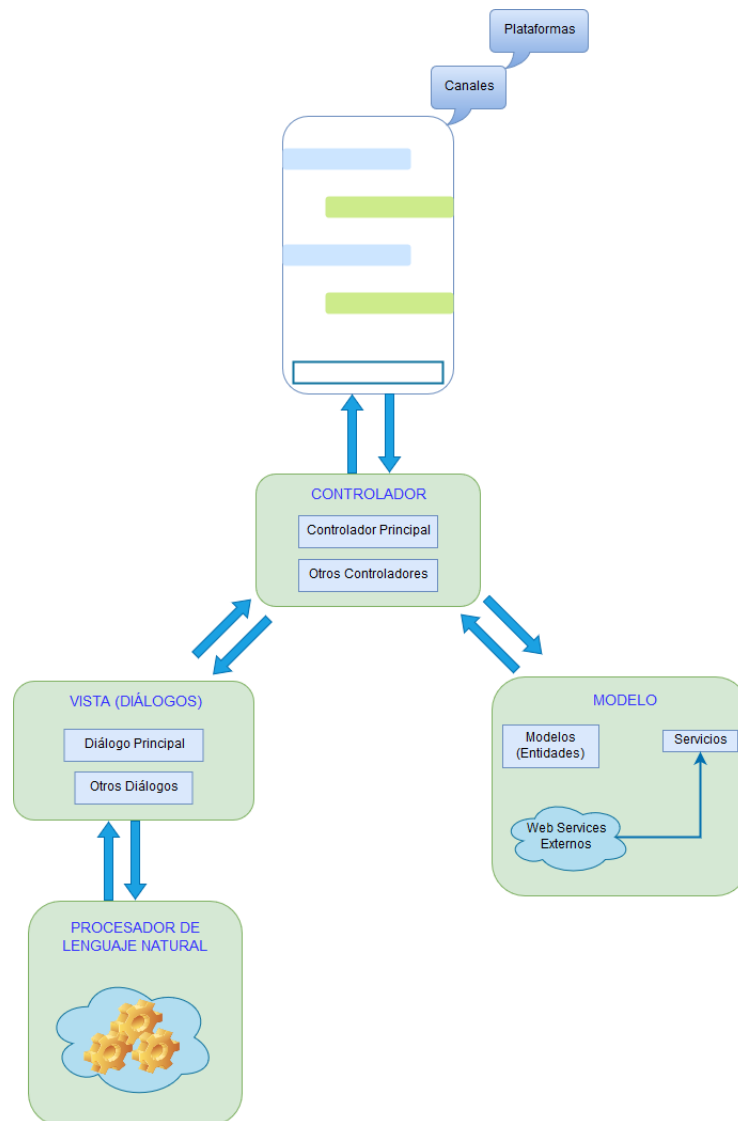 Plataformas
Canales
CONTROLADOR
Controlador Principal
Otros Controladores
VISTA (DIÁLOGOS)
Diálogo Principal
Otros Diálogos
MODELO
Modelos
(Entidades)
Servicios
Web Services
Externos
PROCESADOR DE
LENGUAJE NATURAL